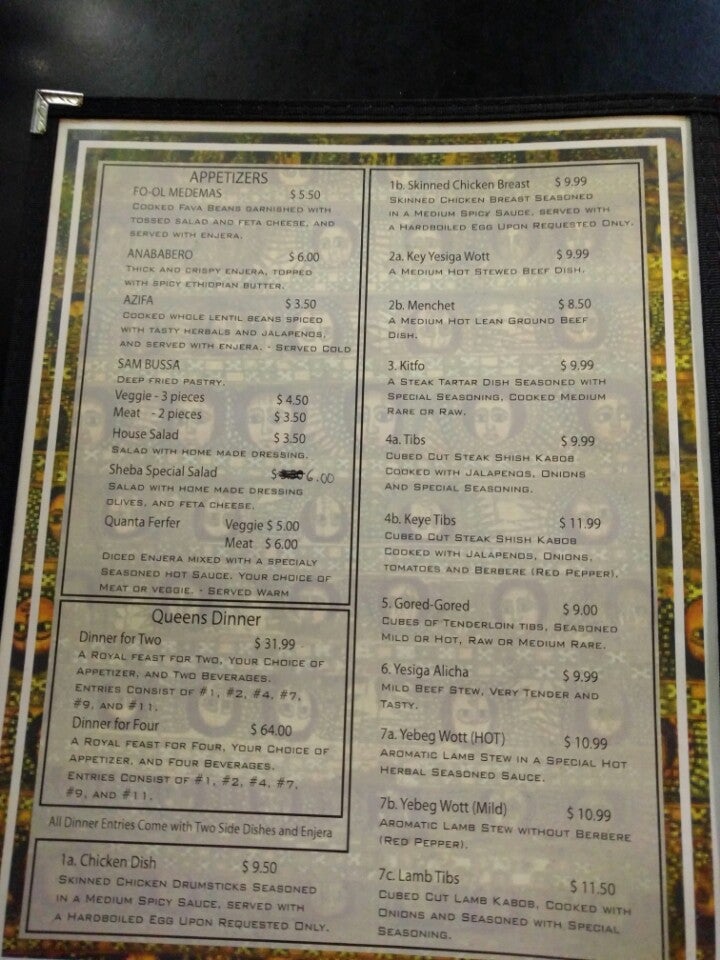 APPETIZERS
FO-OL MEDEMAS $ 5.50
COOKED FAVA BEANS GARNISHED WITH
TOSSED SALAD AND FETA CHEESE, AND
SERVED WITH ENJERA.
ANABABERO $ 6.00
THICK AND CRISPY ENJERA, TOPPED
WITH SPICY ETHIOPIAN BUTTER.
AZIFA $ 3.50
COOKED WHOLE LENTIL BEANS SPICED
WITH TASTY HERBALS AND JALAPENOS,
AND SERVED WITH ENJERA. - SERVED COLD
SAM BUSSA
DEEP FRIED PASTRY.
Veggie - 3 pieces $ 4.50
Meat - 2 pieces $ 3.50
House Salad $ 3.50
SALAD WITH HOME MADE DRESSING.
Sheba Special Salad $ 6.00
SALAD WITH HOME MADE DRESSING
OLIVES, AND FETA CHEESE.
Quanta Ferfer Veggie $ 5.00
Meat $ 6.00
DICED ENJERA MIXED WITH A SPECIALY
SEASONED HOT SAUCE. YOUR CHOICE OF
MEAT OR VEGGIE. - SERVED WARM
Queens Dinner
Dinner for Two $ 31.99
A ROYAL FEAST FOR TWO, YOUR CHOICE OF
APPETIZER, AND TWO BEVERAGES.
ENTRIES CONSIST OF #1, #2, #4, #7,
#9, AND #11.
Dinner for Four $ 64.00
A ROYAL FEAST FOR FOUR, YOUR CHOICE OF
APPETIZER, AND FOUR BEVERAGES.
ENTRIES CONSIST OF #1, #2, #4, #7,
#9, AND #11.
All Dinner Entries Come with Two Side Dishes and Enjera
1a. Chicken Dish $ 9.50
SKINNED CHICKEN DRUMSTICKS SEASONED
IN A MEDIUM SPICY SAUCE, SERVED WITH
A HARDBOILED EGG UPON REQUESTED ONLY.
1b. Skinned Chicken Breast $ 9.99
SKINNED CHICKEN BREAST SEASONED
IN A MEDIUM SPICY SAUCE, SERVED WITH
A HARDBOILED EGG UPON REQUESTED ONLY.
2a. Key Yesiga Wott $ 9.99
A MEDIUM HOT STEWED BEEF DISH.
2b. Menchet $ 8.50
A MEDIUM HOT LEAN GROUND BEEF
DISH.
3. Kitfo $ 9.99
A STEAK TARTAR DISH SEASONED WITH
SPECIAL SEASONING, COOKED MEDIUM
RARE OR RAW.
4a. Tibs $ 9.99
CUBED CUT STEAK SHISH KABOB
COOKED WITH JALAPENOS, ONIONS
AND SPECIAL SEASONING.
4b. Keye Tibs $ 11.99
CUBED CUT STEAK SHISH KABOB
COOKED WITH JALAPENOS, ONIONS,
TOMATOES AND BERBERE (RED PEPPER).
5. Gored-Gored $ 9.00
CUBES OF TENDERLOIN TIBS, SEASONED
MILD OR HOT, RAW OR MEDIUM RARE.
6. Yesiga Alicha $ 9.99
MILD BEEF STEW, VERY TENDER AND
TASTY.
7a. Yebeg Wott (HOT) $ 10.99
AROMATIC LAMB STEW IN A SPECIAL HOT
HERBAL SEASONED SAUCE.
7b. Yebeg Wott (Mild) $ 10.99
AROMATIC LAMB STEW WITHOUT BERBERE
(RED PEPPER).
7c. Lamb Tibs $ 11.50
CUBED CUT LAMB KABOB, COOKED WITH
ONIONS AND SEASONED WITH SPECIAL
SEASONING.